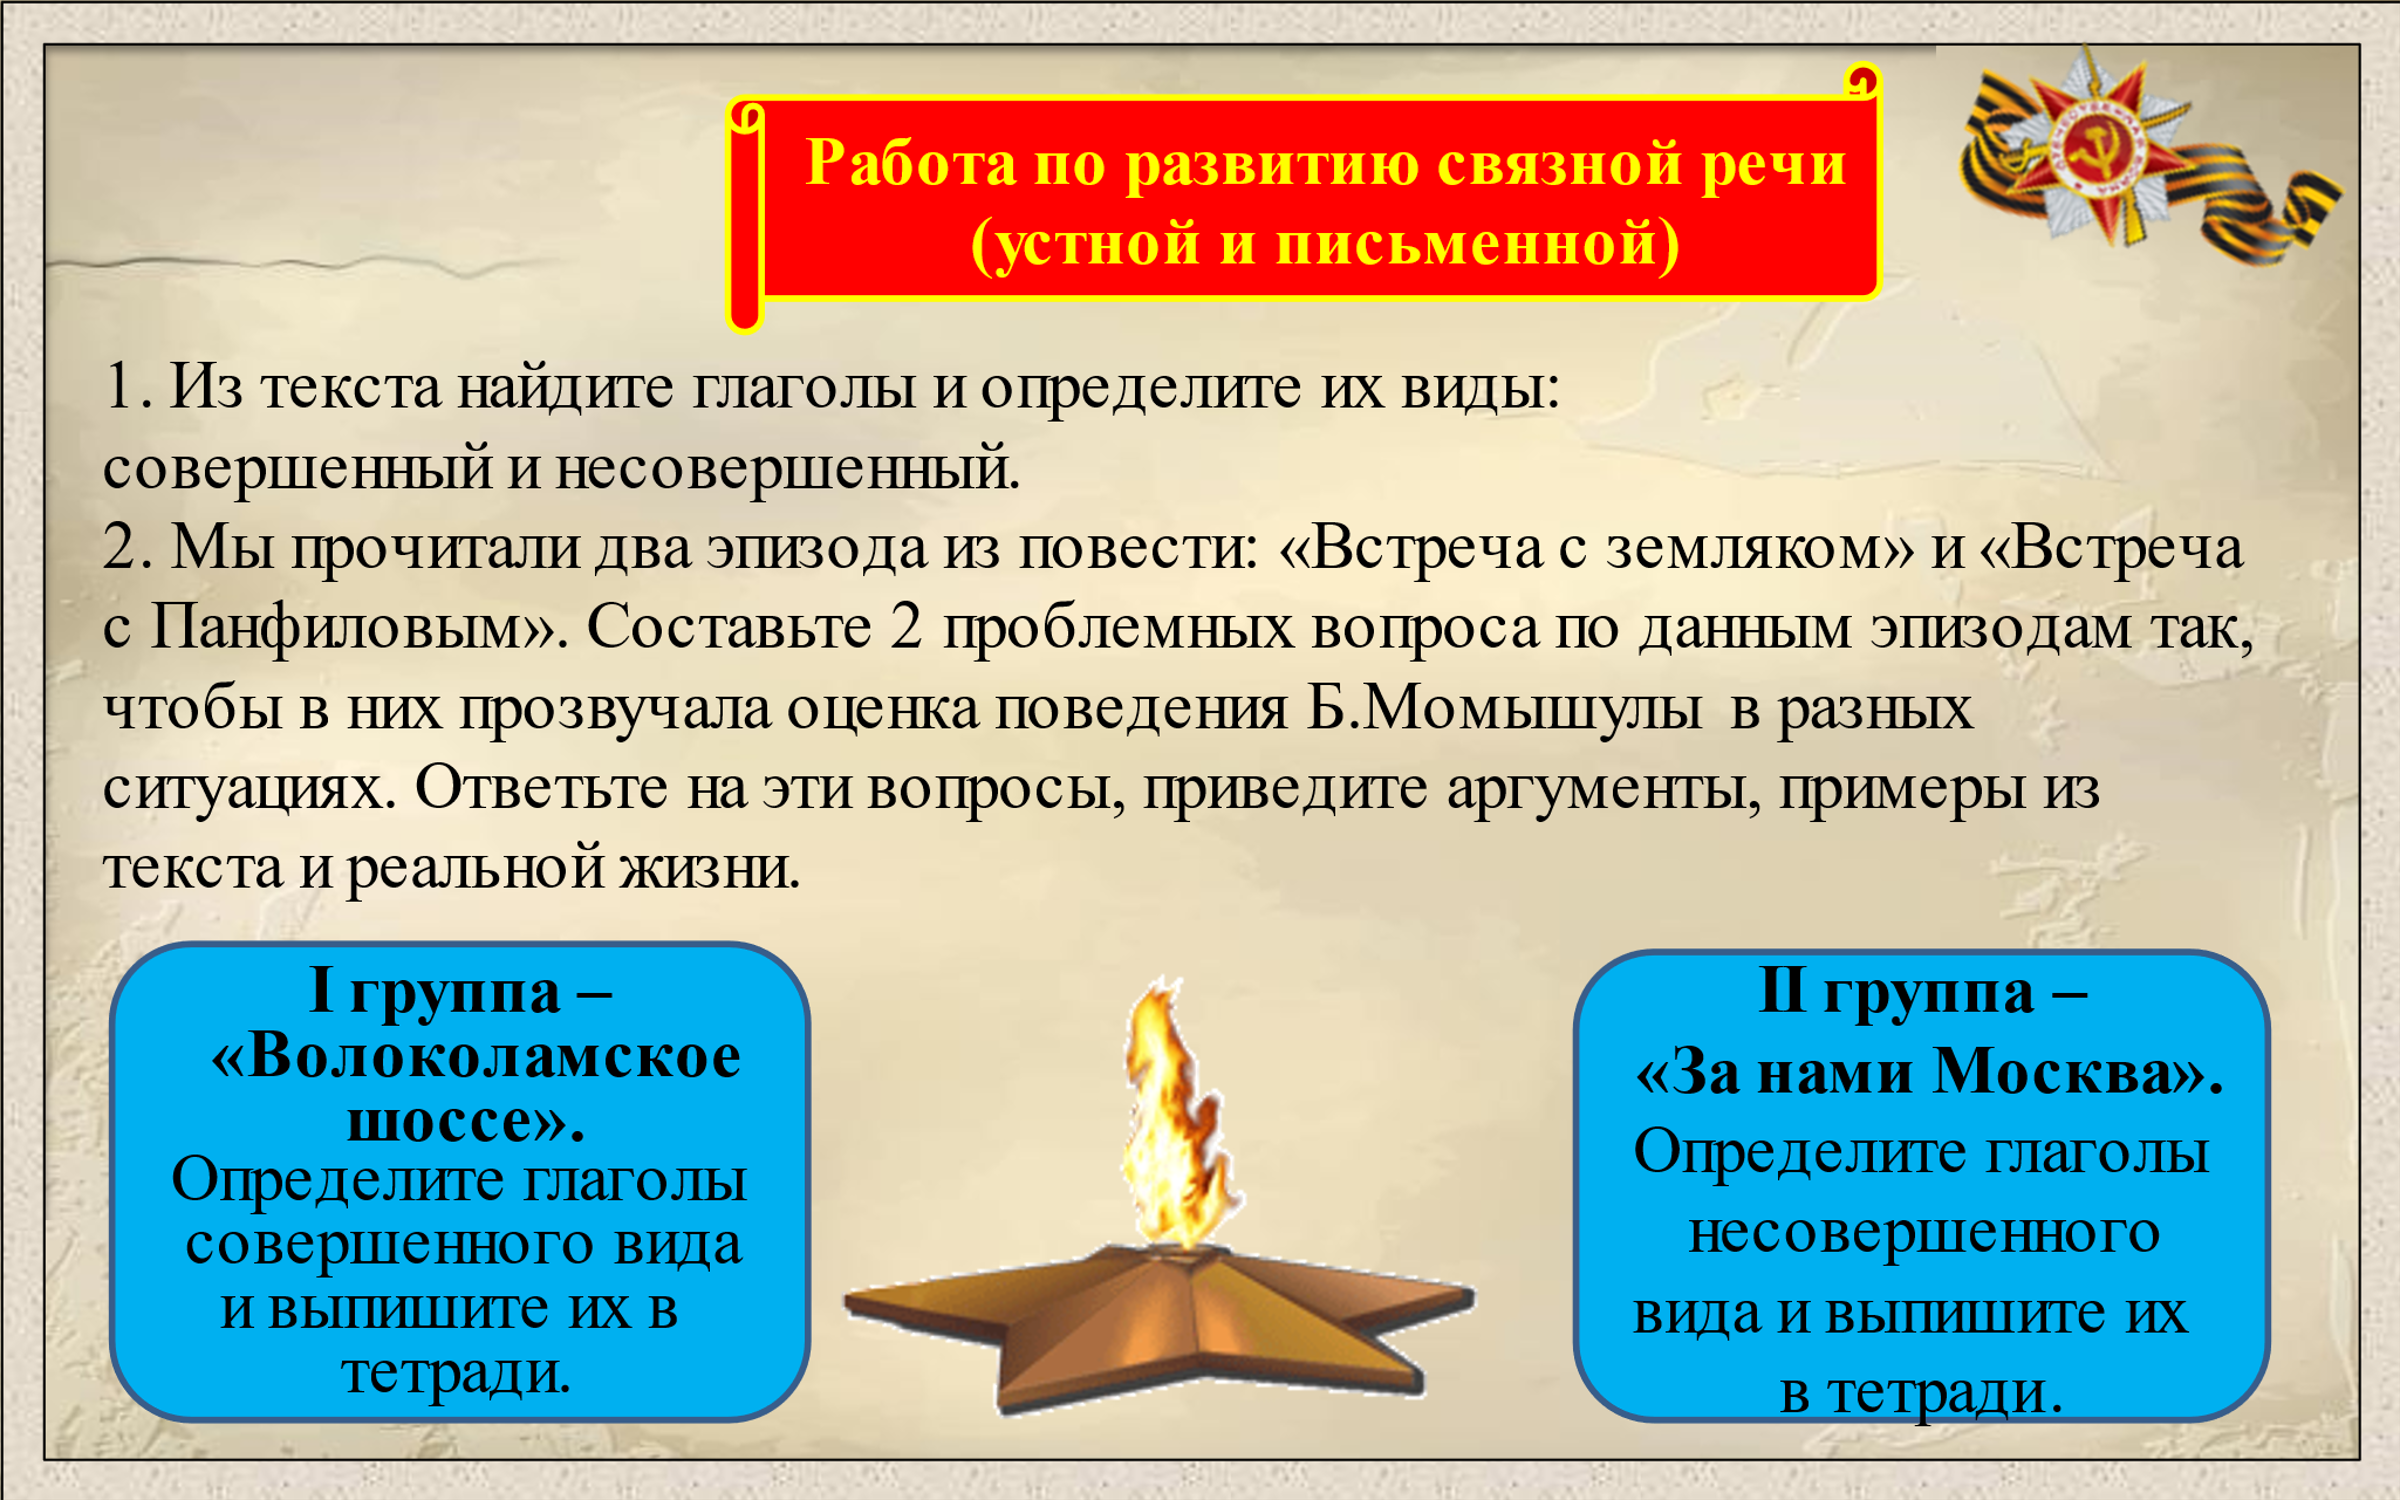 Работа по развитию связной речи
(устной и письменной)
1. Из текста найдите глаголы и определите их виды:
совершенный и несовершенный.
2. Мы прочитали два эпизода из повести: «Встреча с земляком» и «Встреча
с Панфиловым». Составьте 2 проблемных вопроса по данным эпизодам так,
чтобы в них прозвучала оценка поведения Б.Момышулы в разных
ситуациях. Ответьте на эти вопросы, приведите аргументы, примеры из
текста и реальной жизни.
I группа –
«Волоколамское
шоссе».
Определите глаголы
совершенного вида
и выпишите их в
тетради.
II группа –
«За нами Москва».
Определите глаголы
несовершенного
вида и выпишите их
в тетради.